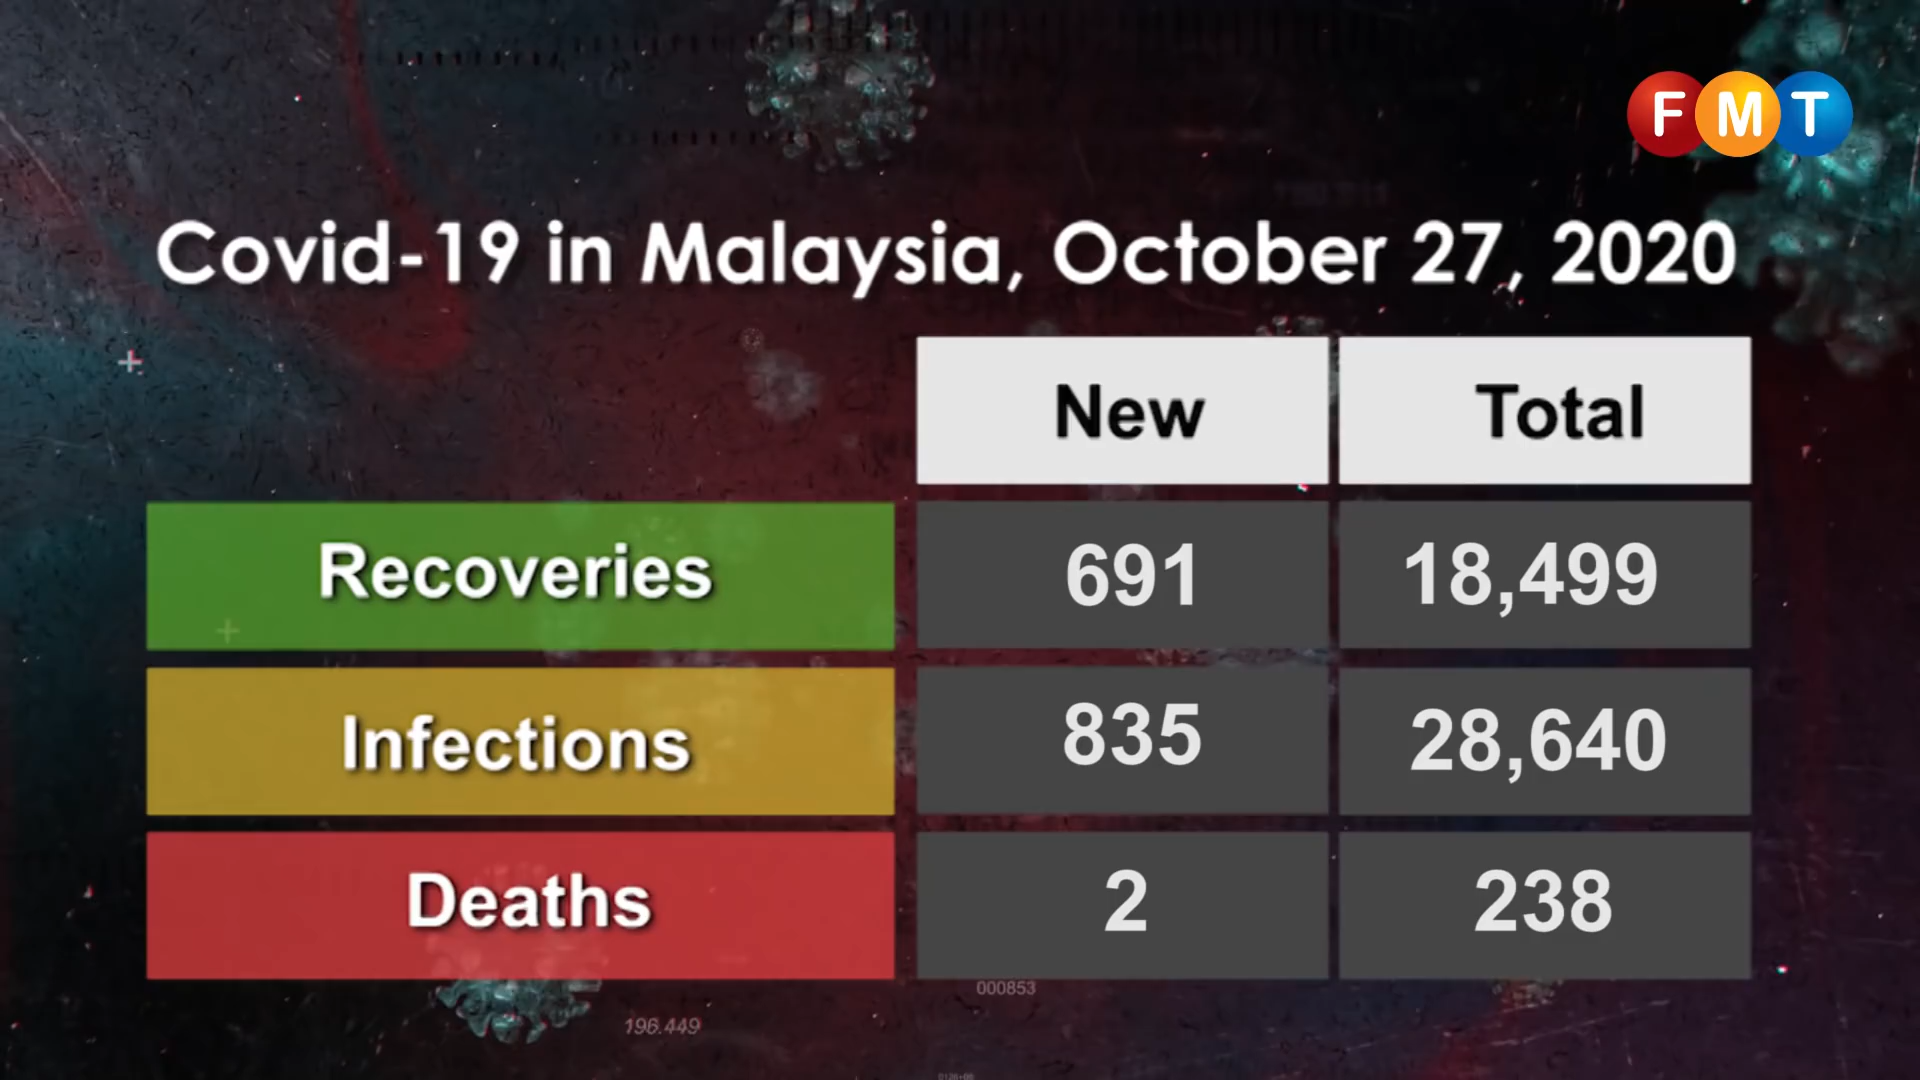 FMT
Covid-19 in Malaysia, October 27, 2020
New Total
Recoveries 691 18,499
Infections 835 28,640
Deaths 2 238
000853
196.449